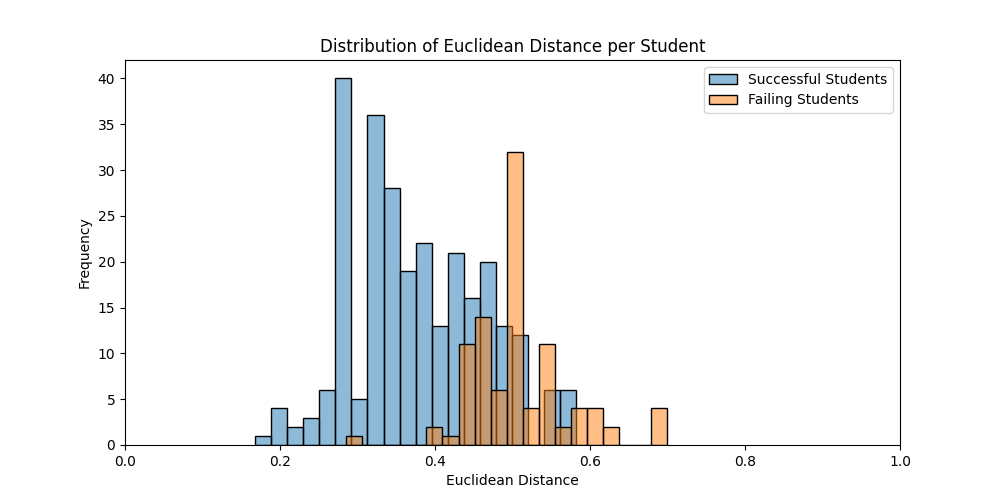 Distribution of Euclidean Distance per Student
Successful Students
Failing Students
Frequency
40
35
30
25
20
15
10
5
0
0.0 0.2 0.4 0.6 0.8 1.0
Euclidean Distance